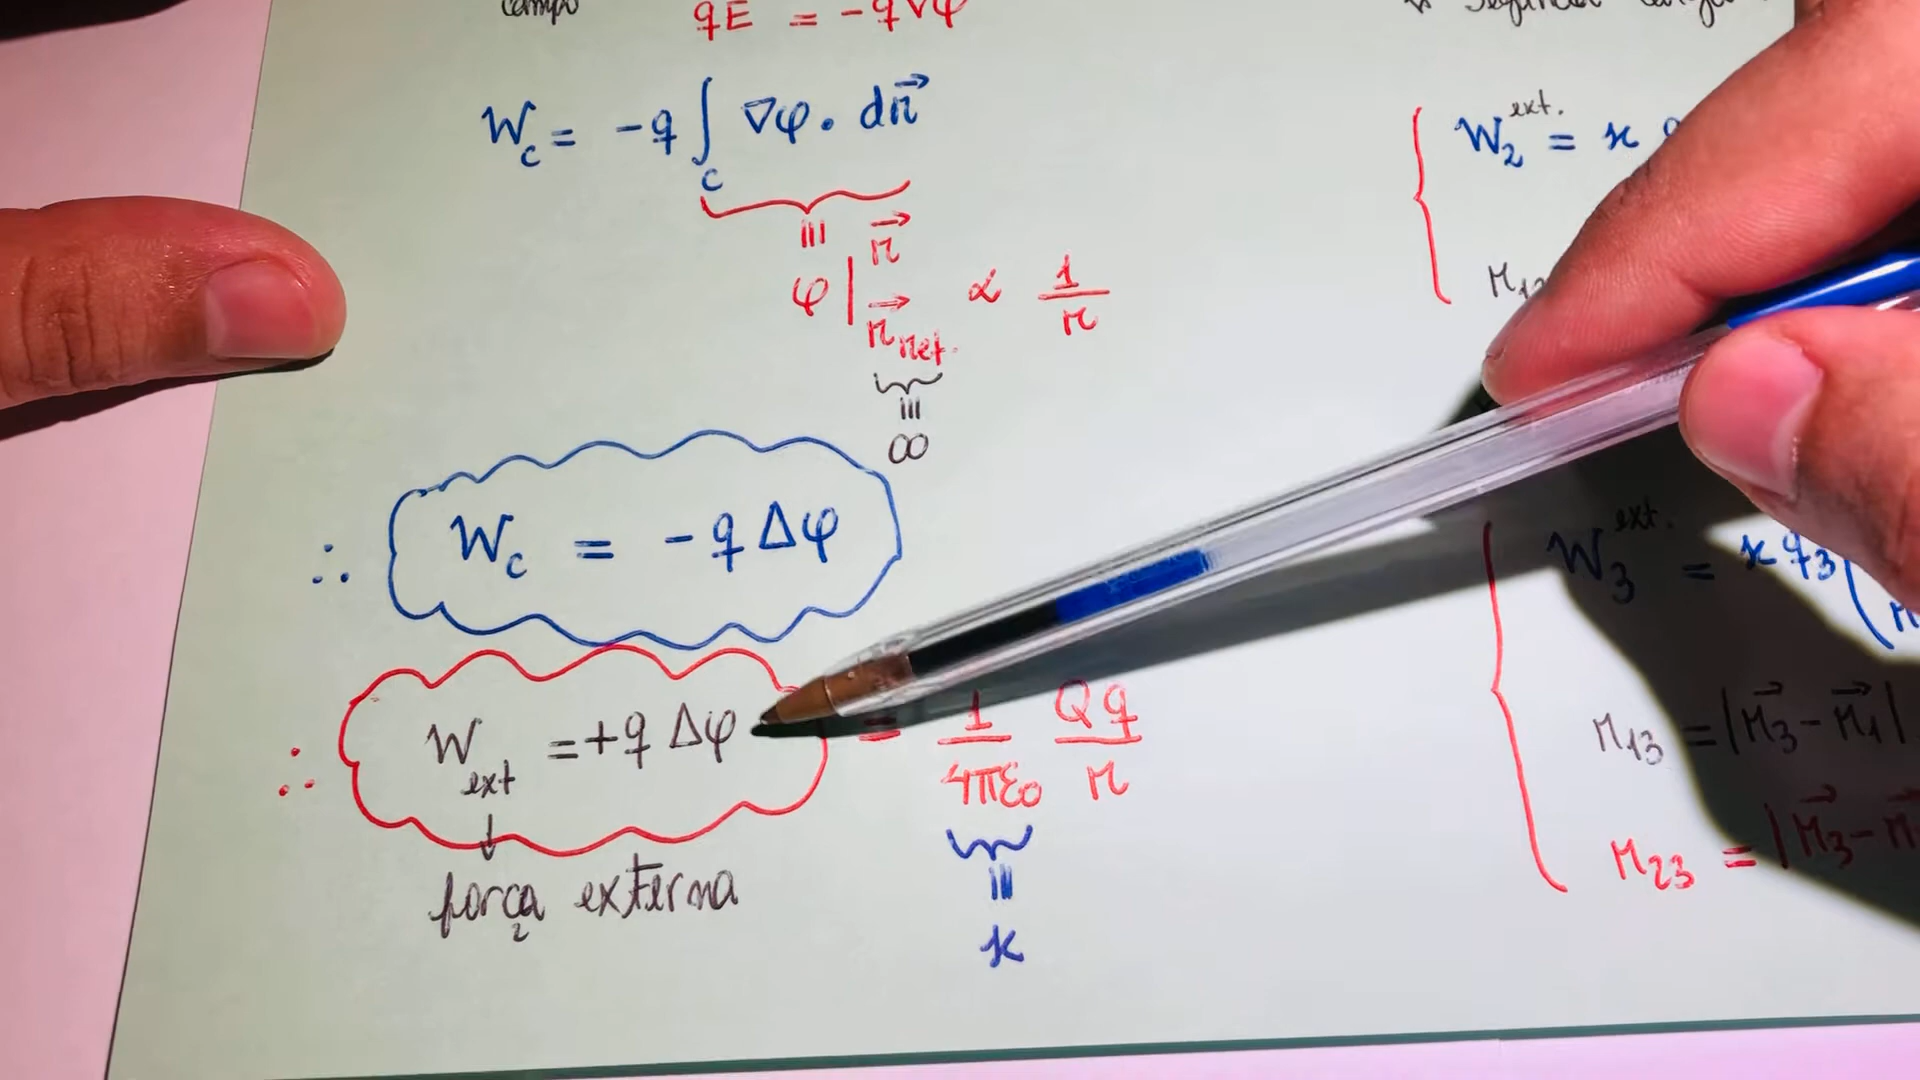 campo
qE = -q∇φ
W_c = -q ∫_c ∇φ · dr⃗
φ | r⃗ r⃗_ref. ∝ 1/r
∞
∴ W_c = -q Δφ
∴ W_ext = +q Δφ = 1/4πε₀ Qq/r
força externa
κ
W_2^ext. = κ
W_3^ext. = κ q_3 (
r_13 = |r⃗_3 - r⃗_1|
r_23 = |r⃗_3 - r⃗